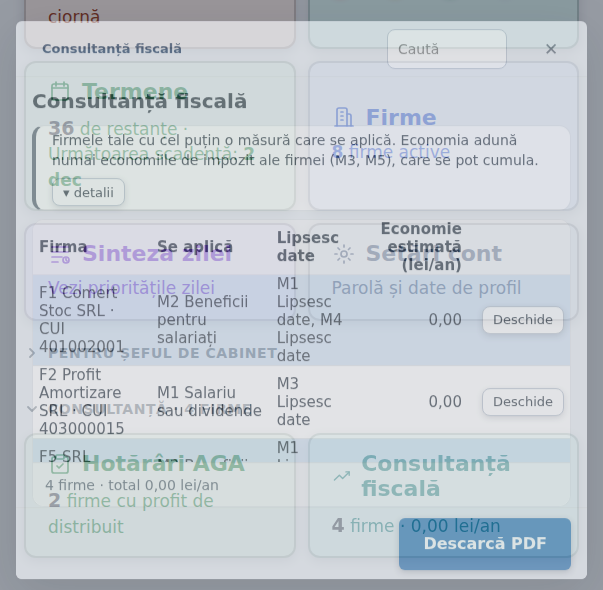 ciornă
Consultanță fiscală
Caută
✕
Termene
Consultanță fiscală
Firme
36 de restante ·
Firmele tale cu cel puțin o măsură care se aplică. Economia adună
Următoarea scadență: 2
dec
8 firme active
numai economiile de impozit ale firmei (M3, M5), care se pot cumula.
▾ detalii
Firma
Se aplică
Lipsesc date
Economie estimată (lei/an)
Sinteza zilei
Setări cont
Vezi prioritățile zilei
Parolă și date de profil
F1 Comert Stoc SRL · CUI 401002001
M2 Beneficii pentru salariați
M1 Lipsesc date, M4 Lipsesc date
0,00
Deschide
PENTRU ȘEFUL DE CABINET
F2 Profit Amortizare SRL · CUI 403000015
M1 Salariu sau dividende
M3 Lipsesc date
0,00
Deschide
F5 SRL
M1
Hotărâri AGA
Consultanță fiscală
4 firme · total 0,00 lei/an
2 firme cu profit de distribuit
4 firme · 0,00 lei/an
Descarcă PDF